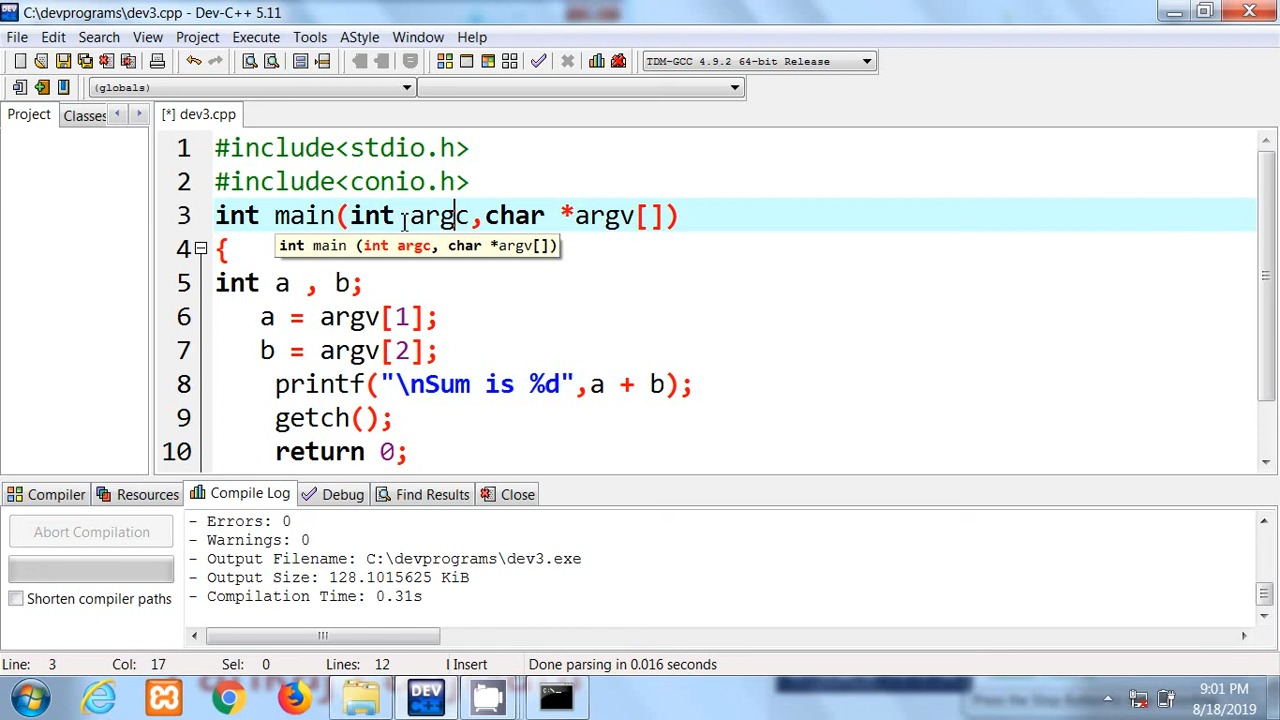 C:\devprograms\dev3.cpp - Dev-C++ 5.11
File Edit Search View Project Execute Tools AStyle Window Help
TDM-GCC 4.9.2 64-bit Release
(globals)
Project Classes [*] dev3.cpp
1 #include<stdio.h>
2 #include<conio.h>
3 int main(int argc,char *argv[])
4 {
int main (int argc, char *argv[])
5 int a , b;
6 a = argv[1];
7 b = argv[2];
8 printf("\nSum is %d",a + b);
9 getch();
10 return 0;
Compiler Resources Compile Log Debug Find Results Close
Abort Compilation
Shorten compiler paths
- Errors: 0
- Warnings: 0
- Output Filename: C:\devprograms\dev3.exe
- Output Size: 128.1015625 KiB
- Compilation Time: 0.31s
Line: 3 Col: 17 Sel: 0 Lines: 12 Insert Done parsing in 0.016 seconds
DEV
C:\.
9:01 PM
8/18/2019